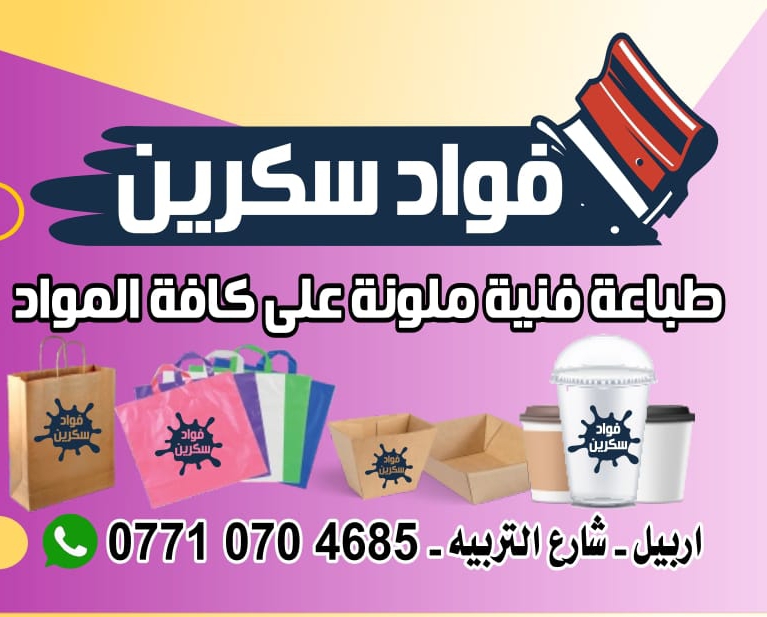 فواد سكرين
طباعة فنية ملونة على كافة المواد
فواد
سكرين
فواد
سكرين
فواد
سكرين
فواد
سكرين
اربيل ـ شارع التربيه ـ 0771 070 4685